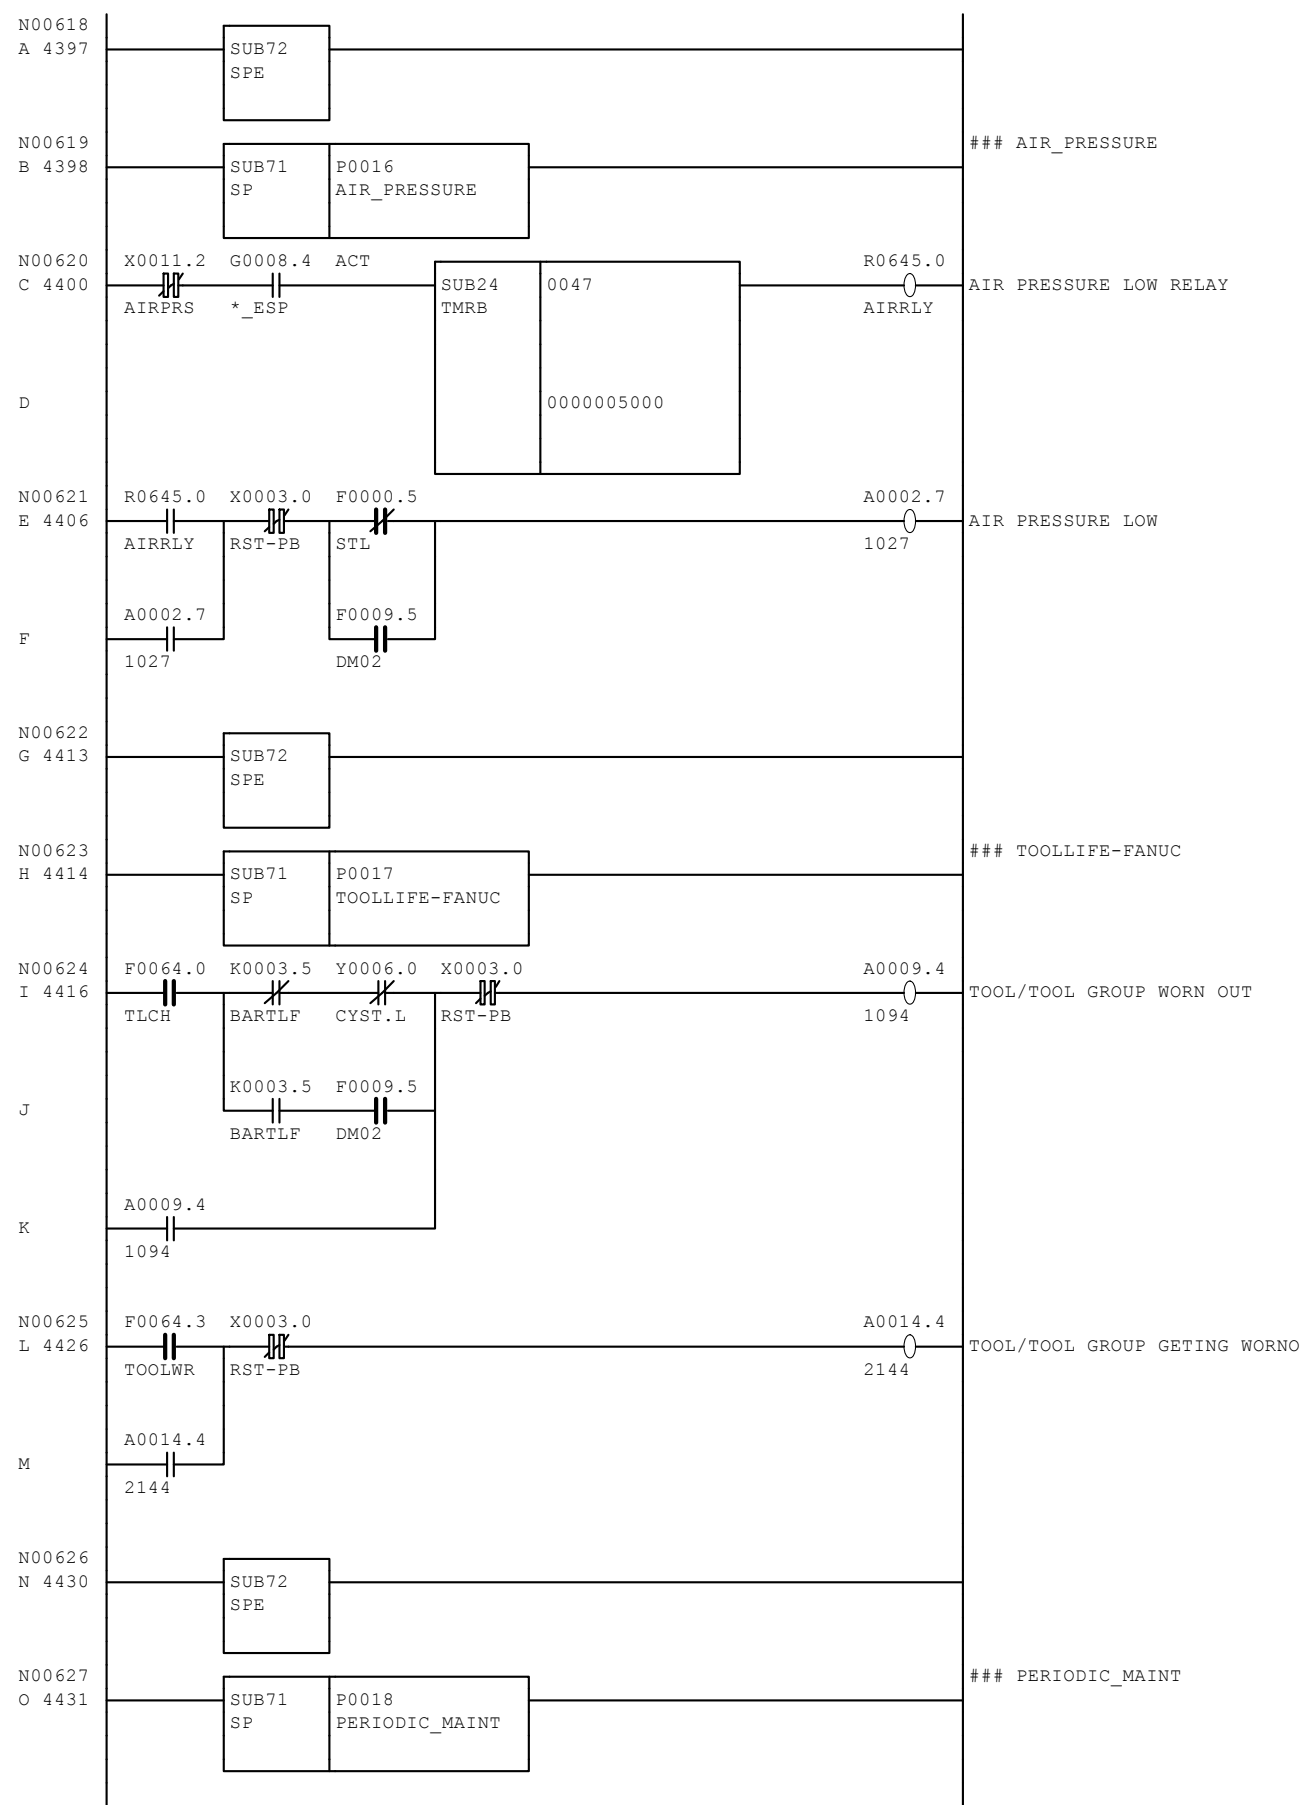 N00618
A 4397 SUB72
SPE
N00619 ### AIR_PRESSURE
B 4398 SUB71 P0016
SP AIR_PRESSURE
N00620 X0011.2 G0008.4 ACT R0645.0
C 4400 SUB24 0047 AIR PRESSURE LOW RELAY
AIRPRS *_ESP TMRB AIRRLY
D 0000005000
N00621 R0645.0 X0003.0 F0000.5 A0002.7
E 4406 AIR PRESSURE LOW
AIRRLY RST-PB STL 1027
A0002.7 F0009.5
F
1027 DM02
N00622
G 4413 SUB72
SPE
N00623 ### TOOLLIFE-FANUC
H 4414 SUB71 P0017
SP TOOLLIFE-FANUC
N00624 F0064.0 K0003.5 Y0006.0 X0003.0 A0009.4
I 4416 TOOL/TOOL GROUP WORN OUT
TLCH BARTLF CYST.L RST-PB 1094
K0003.5 F0009.5
J
BARTLF DM02
A0009.4
K
1094
N00625 F0064.3 X0003.0 A0014.4
L 4426 TOOL/TOOL GROUP GETING WORNO
TOOLWR RST-PB 2144
A0014.4
M
2144
N00626
N 4430 SUB72
SPE
N00627 ### PERIODIC_MAINT
O 4431 SUB71 P0018
SP PERIODIC_MAINT